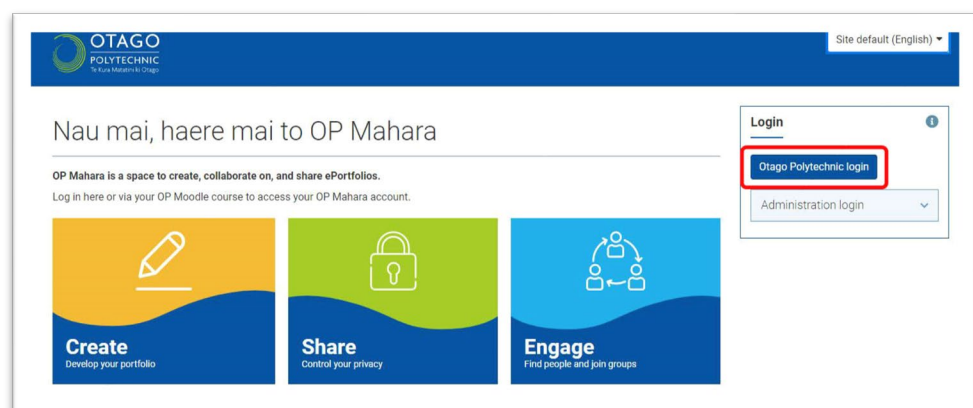 OTAGO
POLYTECHNIC
Te Kura Matatini ki Otago
Site default (English)
Nau mai, haere mai to OP Mahara
OP Mahara is a space to create, collaborate on, and share ePortfolios.
Log in here or via your OP Moodle course to access your OP Mahara account.
Login
Otago Polytechnic login
Administration login
Create
Develop your portfolio
Share
Control your privacy
Engage
Find people and join groups